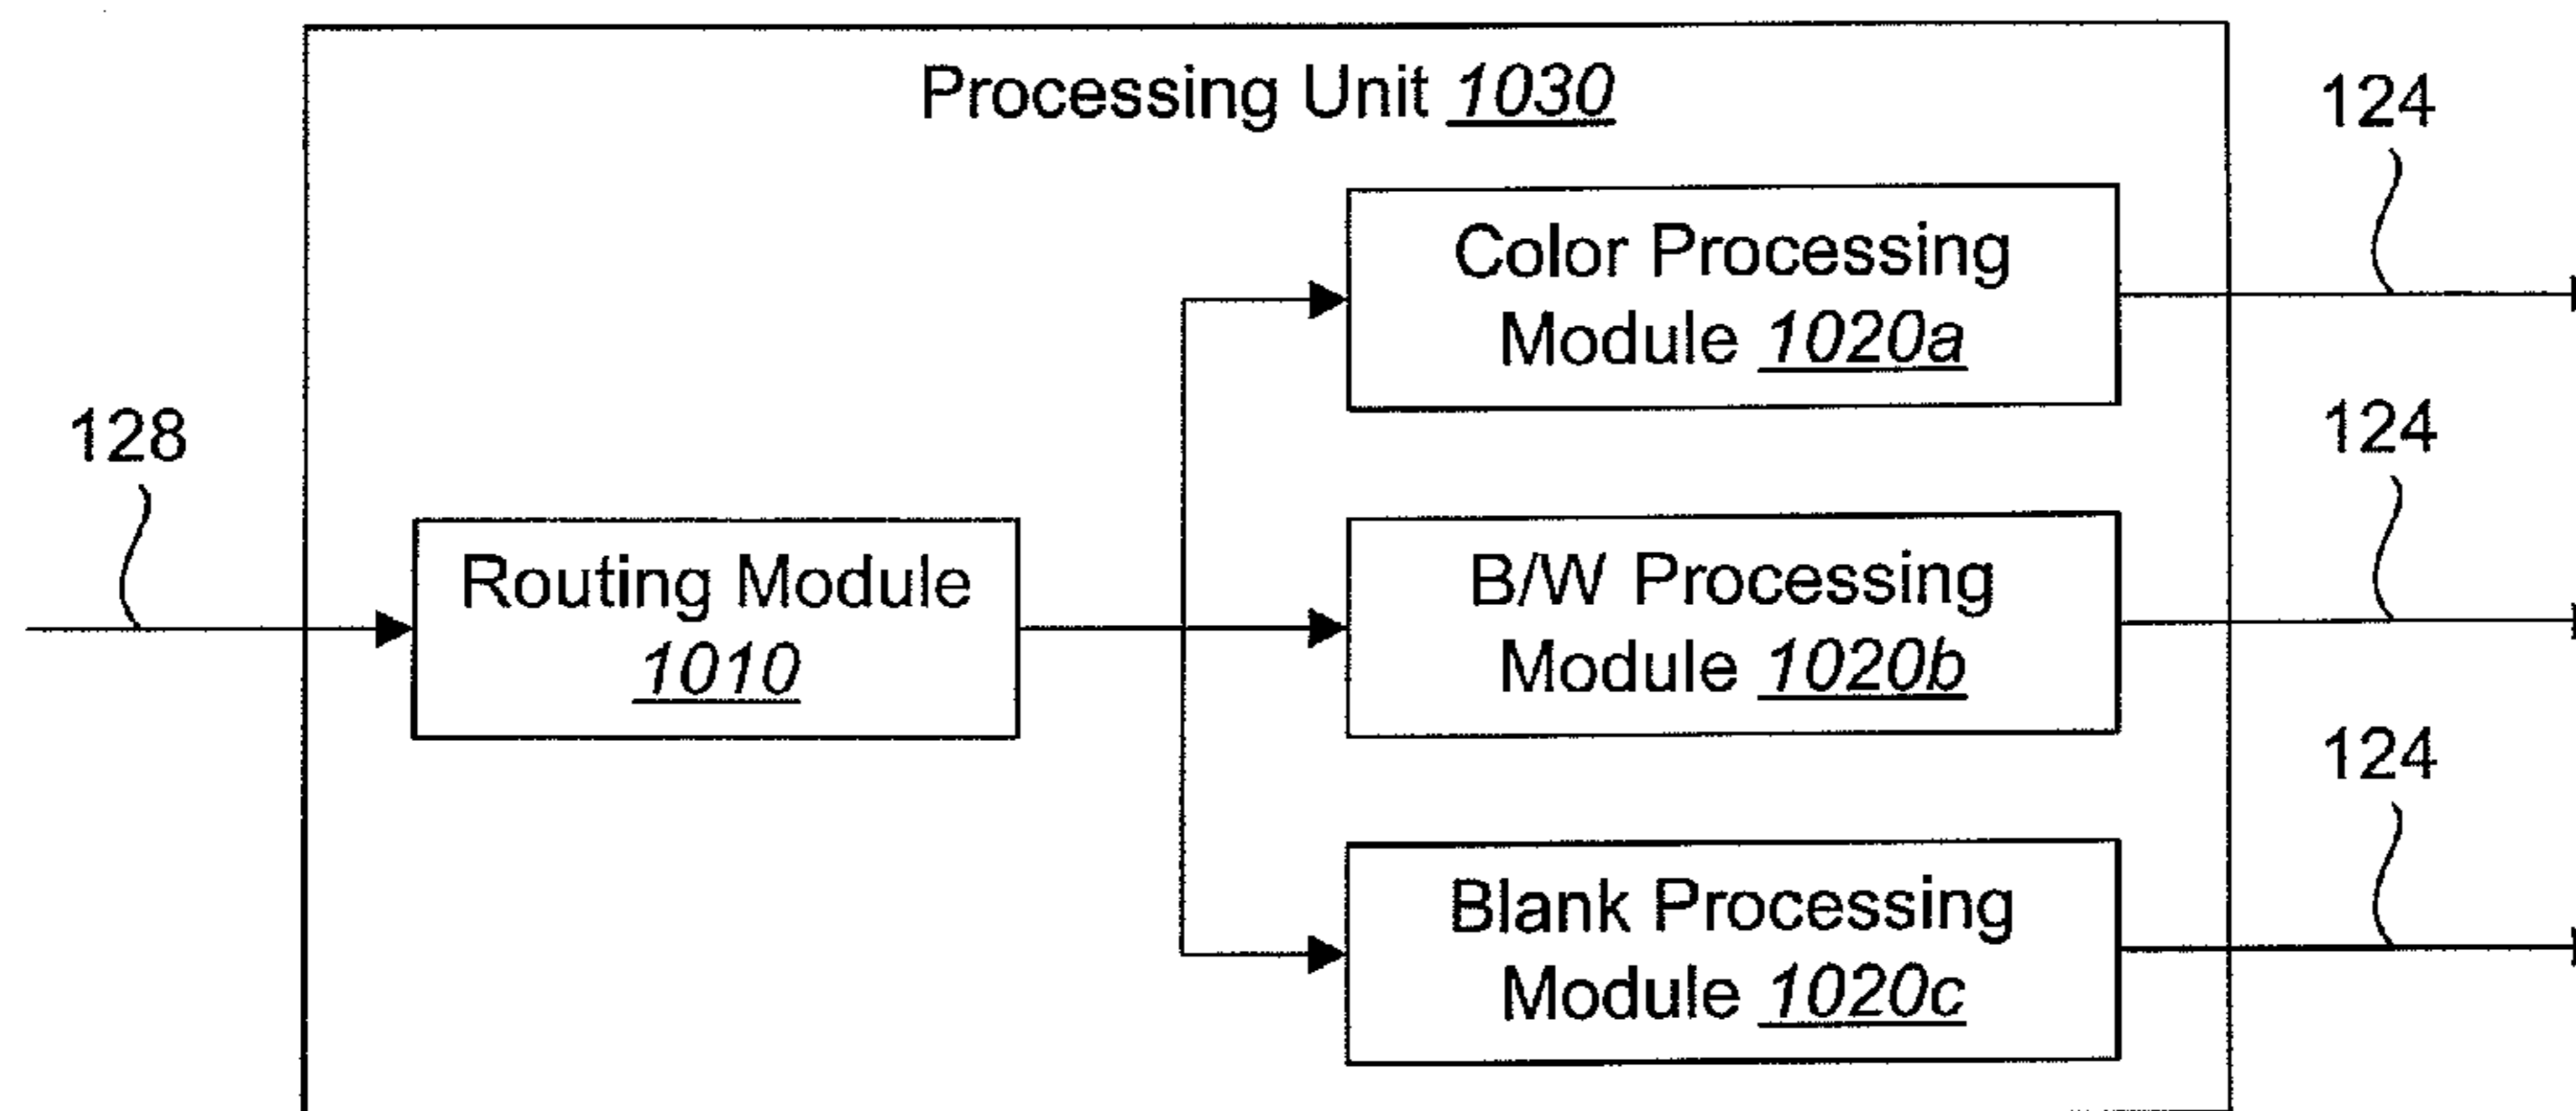 Processing Unit 1030
124
Color Processing
Module 1020a
128
124
Routing Module
1010
B/W Processing
Module 1020b
124
Blank Processing
Module 1020c